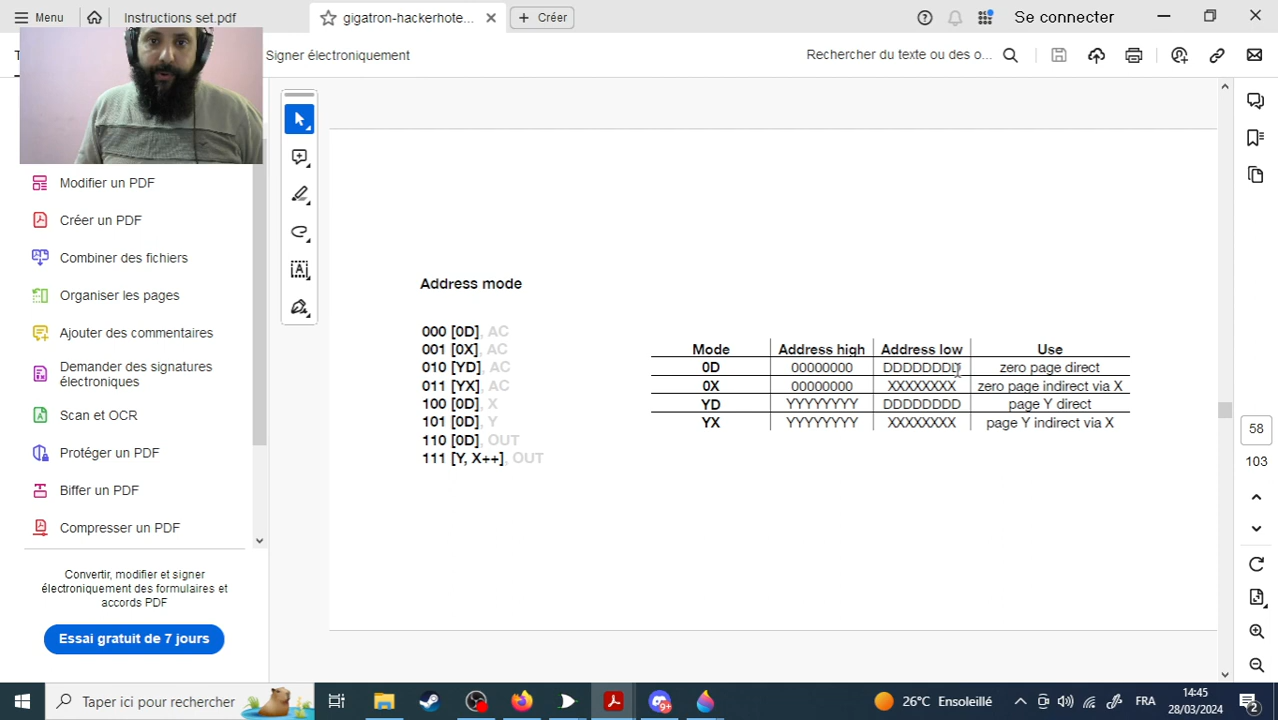 Menu
Instructions set.pdf
gigatron-hackerhote...
Créer
Se connecter
Signer électroniquement
Rechercher du texte ou des o...
Modifier un PDF
Créer un PDF
Combiner des fichiers
Organiser les pages
Ajouter des commentaires
Demander des signatures
électroniques
Scan et OCR
Protéger un PDF
Biffer un PDF
Compresser un PDF
Convertir, modifier et signer
électroniquement des formulaires et
accords PDF
Essai gratuit de 7 jours
Address mode
000 [0D], AC
001 [0X], AC
010 [YD], AC
011 [YX], AC
100 [0D], X
101 [0D], Y
110 [0D], OUT
111 [Y, X++], OUT
Mode Address high Address low Use
0D 00000000 DDDDDDDD zero page direct
0X 00000000 XXXXXXXX zero page indirect via X
YD YYYYYYYY DDDDDDDD page Y direct
YX YYYYYYYY XXXXXXXX page Y indirect via X
58
103
Taper ici pour rechercher
9+
26°C Ensoleillé
FRA
14:45
28/03/2024
2